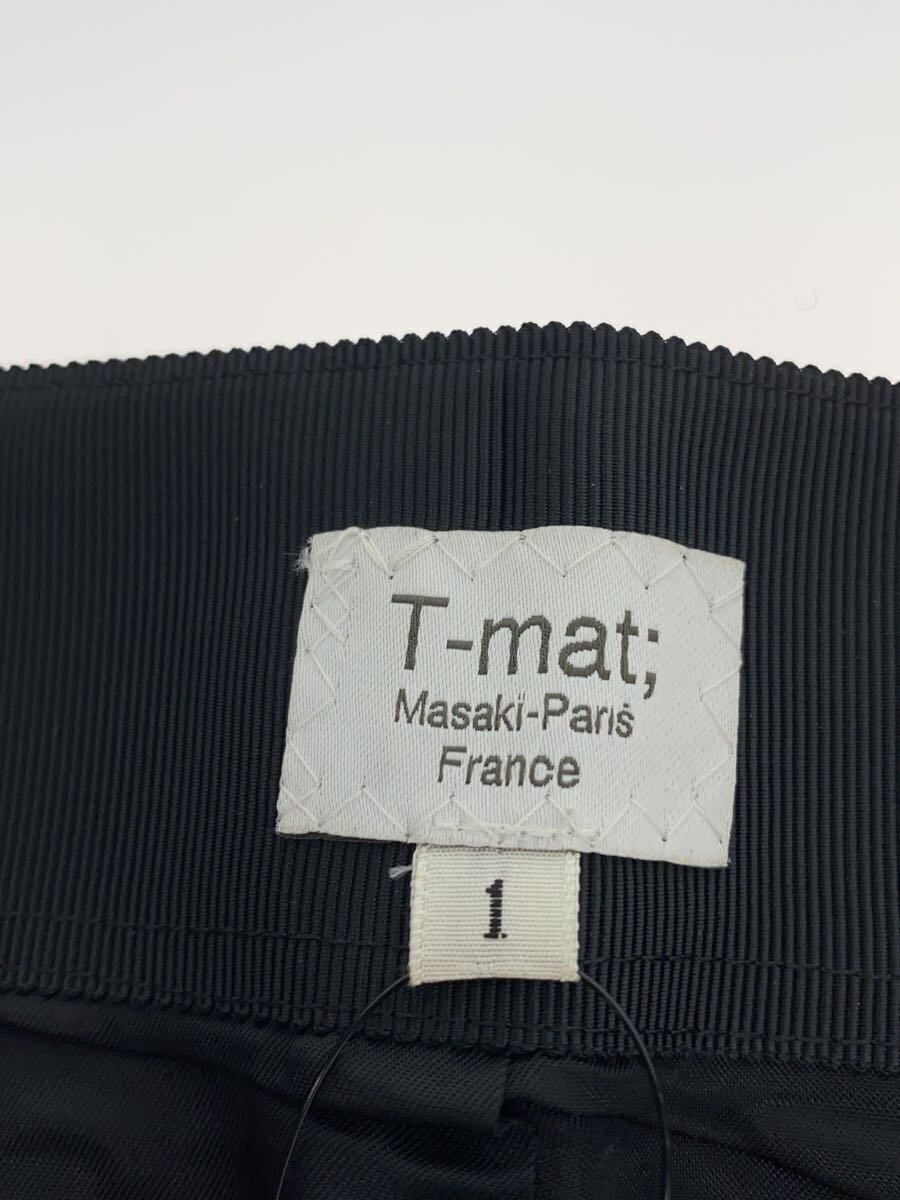 T-mat;
Masaki-Paris
France
1